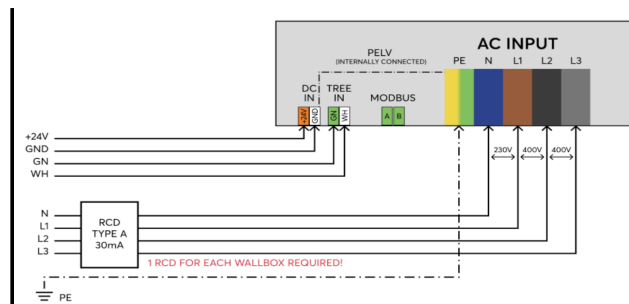 AC INPUT
PELV
(INTERNALLY CONNECTED)
PE N L1 L2 L3
DC IN
TREE IN
MODBUS
+24V GND GN WH A B
+24V
GND
GN
WH
230V 400V 400V
N
L1
L2
L3
RCD
TYPE A
30mA
1 RCD FOR EACH WALLBOX REQUIRED!
PE